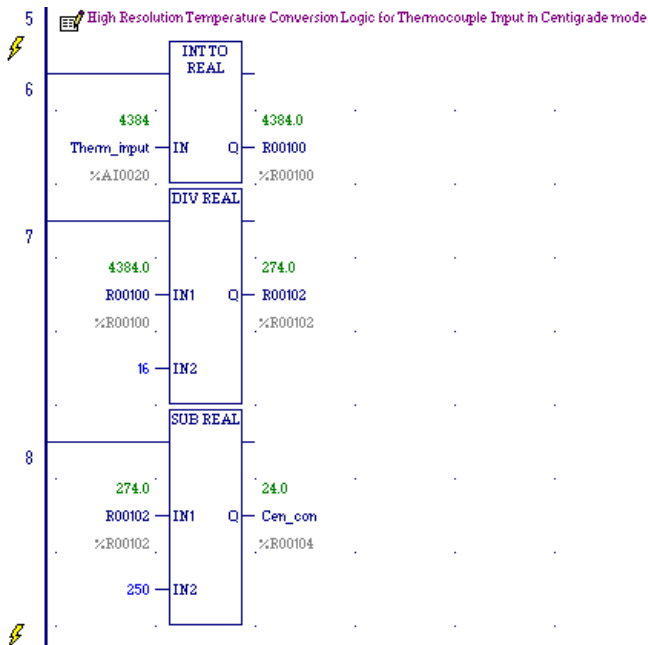 5 High Resolution Temperature Conversion Logic for Thermocouple Input in Centigrade mode
INT TO
REAL
6
4384 4384.0
Therm_input IN Q R00100
%AI0020 %R00100
DIV REAL
7
4384.0 274.0
R00100 IN1 Q R00102
%R00100 %R00102
16 IN2
SUB REAL
8
274.0 24.0
R00102 IN1 Q Cen_con
%R00102 %R00104
250 IN2